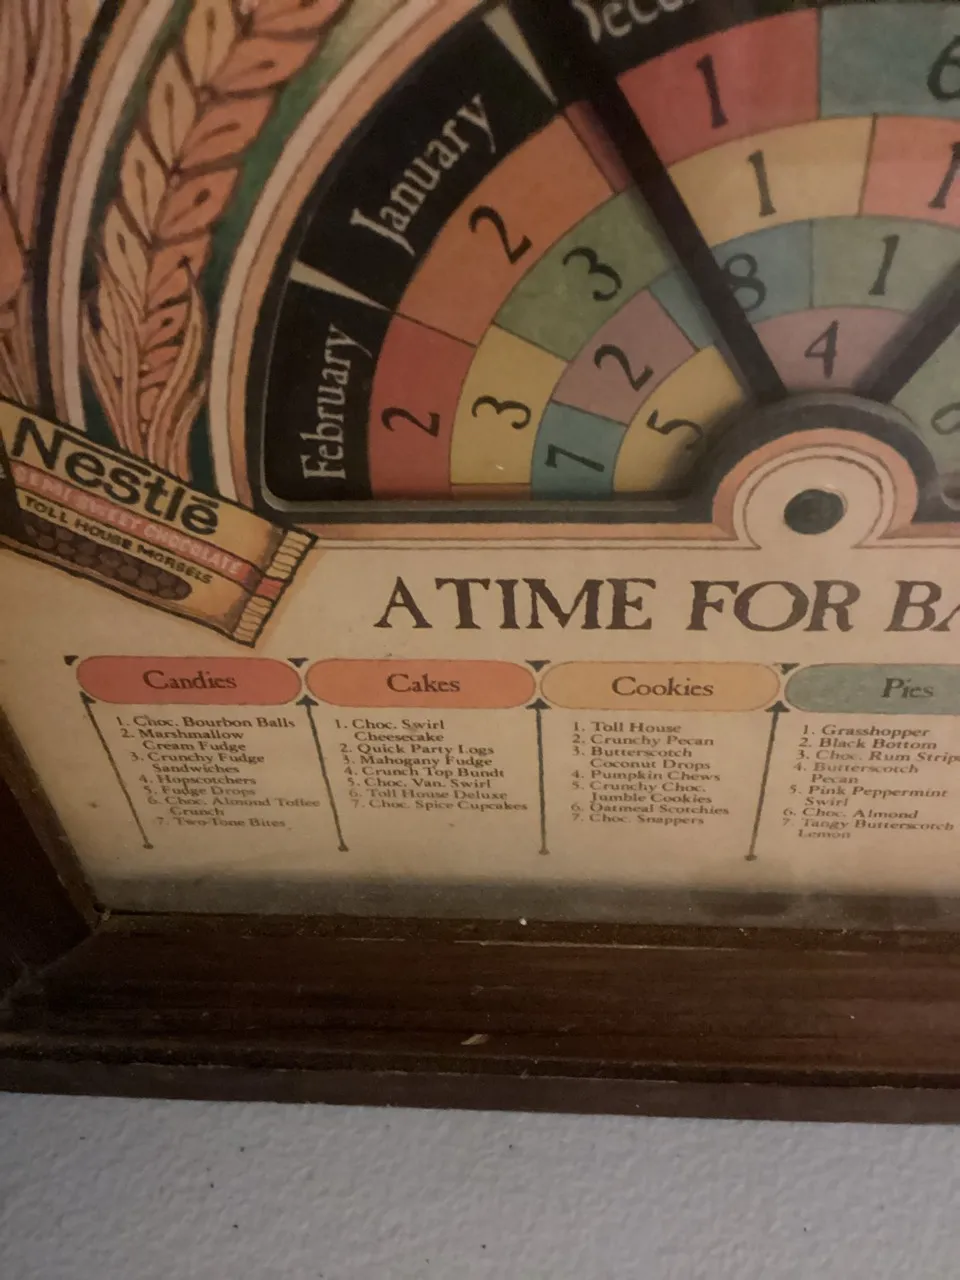 January
February
1
6
1
1
2
3
8
1
2
4
2
3
7
5
Nestlé
SEMI-SWEET CHOCOLATE
TOLL HOUSE MORSELS
A TIME FOR BA
Candies
1. Choc. Bourbon Balls
2. Marshmallow
Cream Fudge
3. Crunchy Fudge
Sandwiches
4. Hopscotchers
5. Fudge Drops
6. Choc. Almond Toffee
Crunch
7. Two-Tone Bites
Cakes
1. Choc. Swirl
Cheesecake
2. Quick Party Logs
3. Mahogany Fudge
4. Crunch Top Bundt
5. Choc. Van. Swirl
6. Toll House Deluxe
7. Choc. Spice Cupcakes
Cookies
1. Toll House
2. Crunchy Pecan
3. Butterscotch
Coconut Drops
4. Pumpkin Chews
5. Crunchy Choc.
Jumble Cookies
6. Oatmeal Scotchies
7. Choc. Snappers
Pies
1. Grasshopper
2. Black Bottom
3. Choc. Rum Strip
4. Butterscotch
Pecan
5. Pink Peppermint
Swirl
6. Choc. Almond
7. Tangy Butterscotch
Lemon